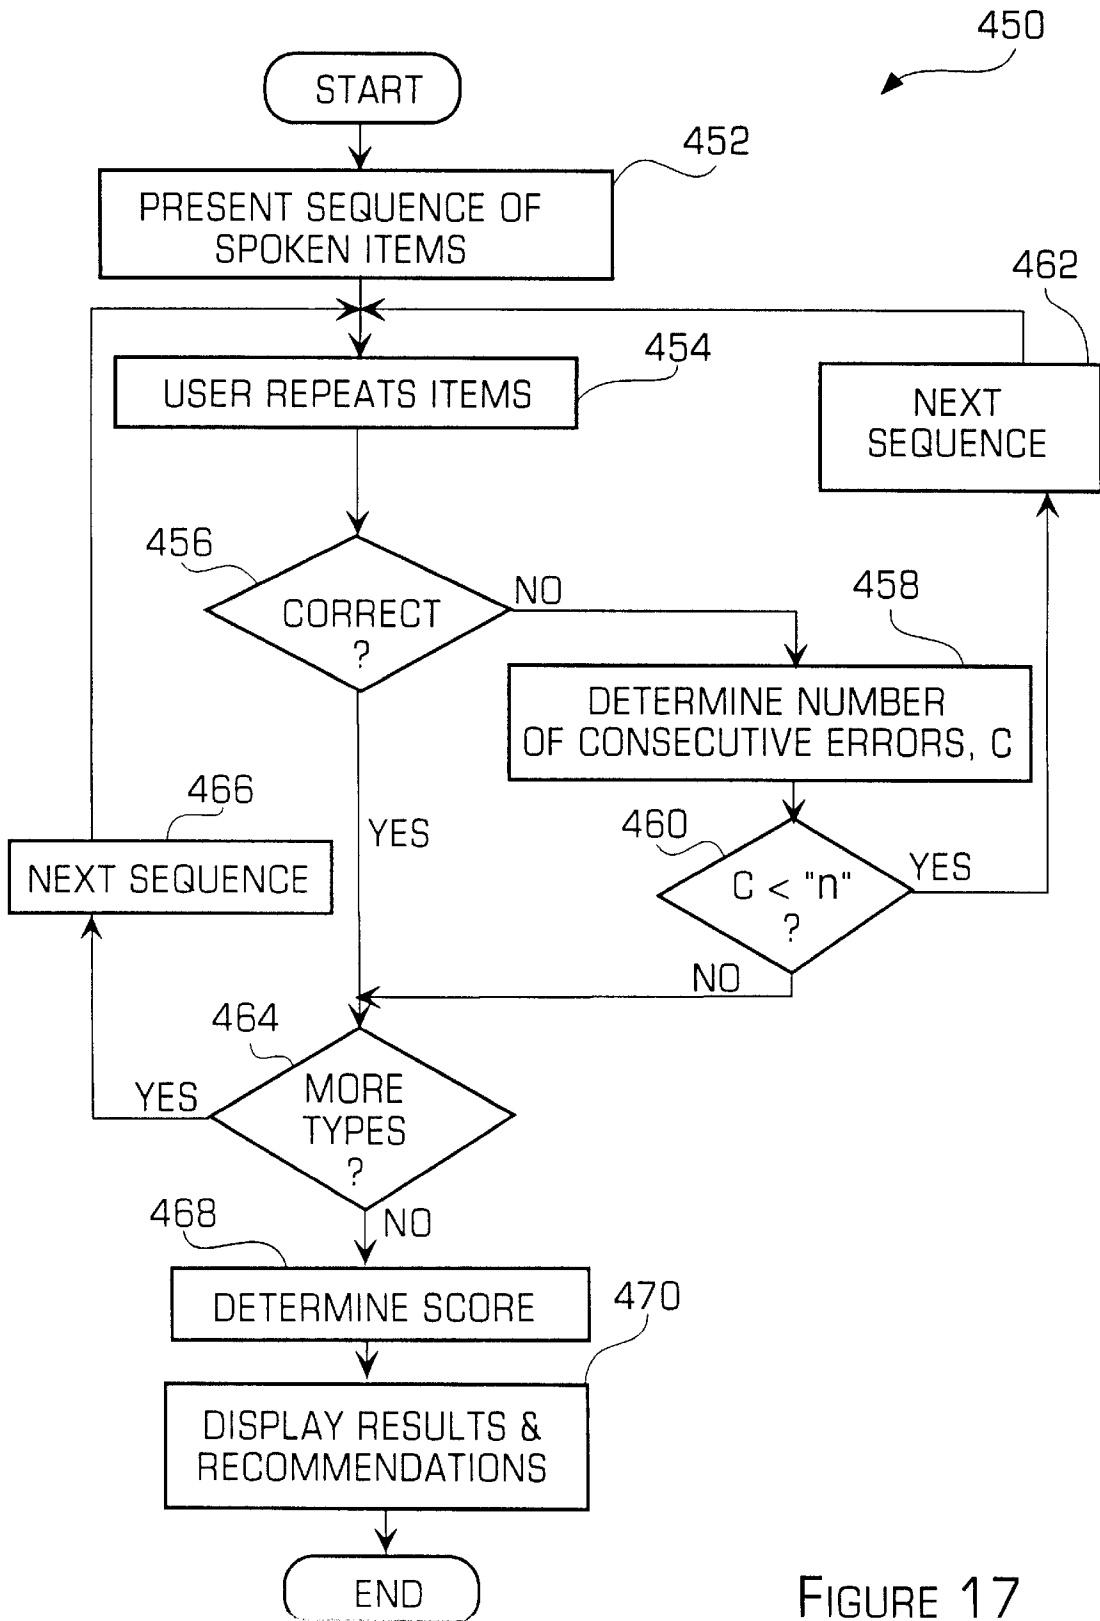 450
START
452
PRESENT SEQUENCE OF
SPOKEN ITEMS
462
454
USER REPEATS ITEMS
NEXT
SEQUENCE
456
CORRECT
?
NO
458
DETERMINE NUMBER
OF CONSECUTIVE ERRORS, C
466
YES
460
NEXT SEQUENCE
C < "n"
?
YES
NO
464
MORE
TYPES
?
YES
NO
468
DETERMINE SCORE
470
DISPLAY RESULTS &
RECOMMENDATIONS
END
FIGURE 17